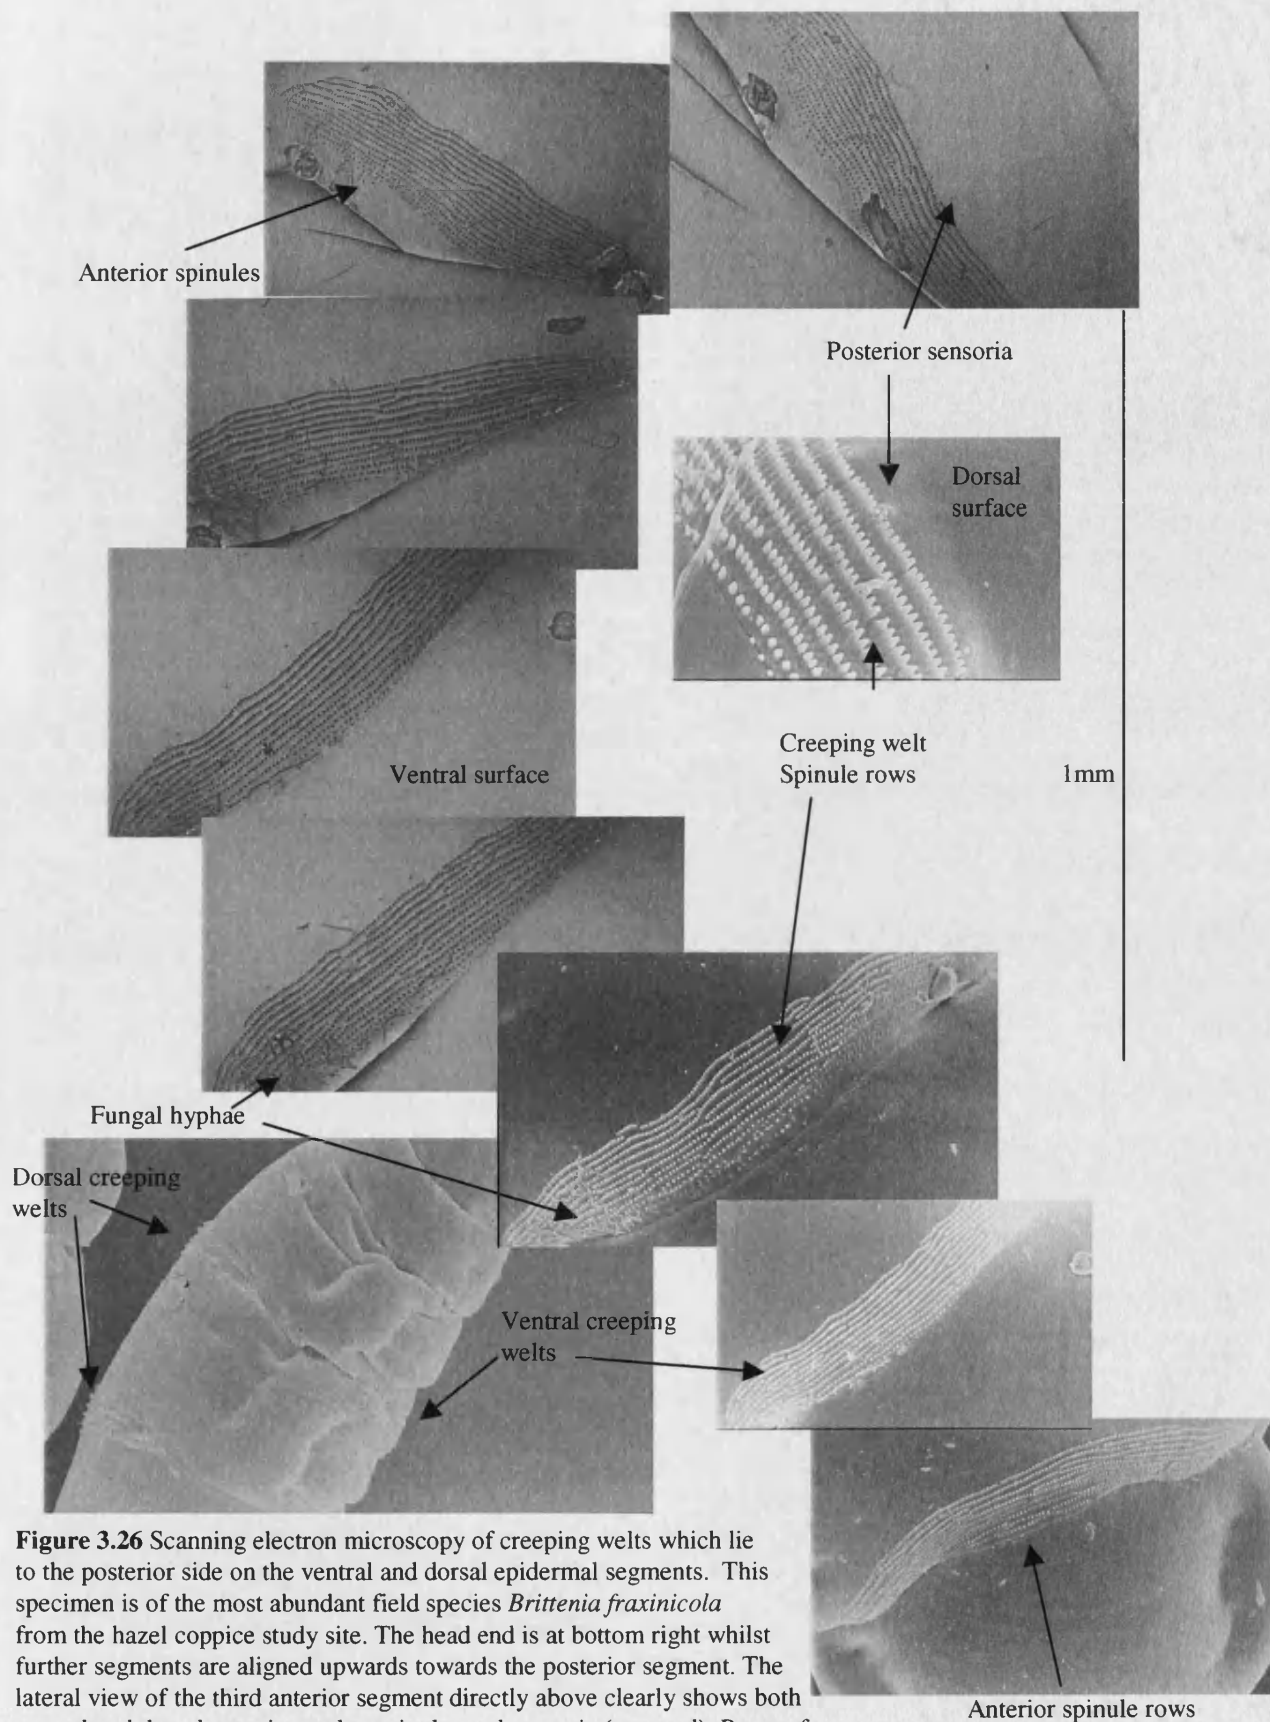 Anterior spinules
Posterior sensoria
Dorsal
surface
Creeping welt
Spinule rows
1mm
Ventral surface
Fungal hyphae
Dorsal creeping
welts
Ventral creeping
welts
Figure 3.26 Scanning electron microscopy of creeping welts which lie
to the posterior side on the ventral and dorsal epidermal segments. This
specimen is of the most abundant field species Brittenia fraxinicola
from the hazel coppice study site. The head end is at bottom right whilst
further segments are aligned upwards towards the posterior segment. The
lateral view of the third anterior segment directly above clearly shows both
Anterior spinule rows